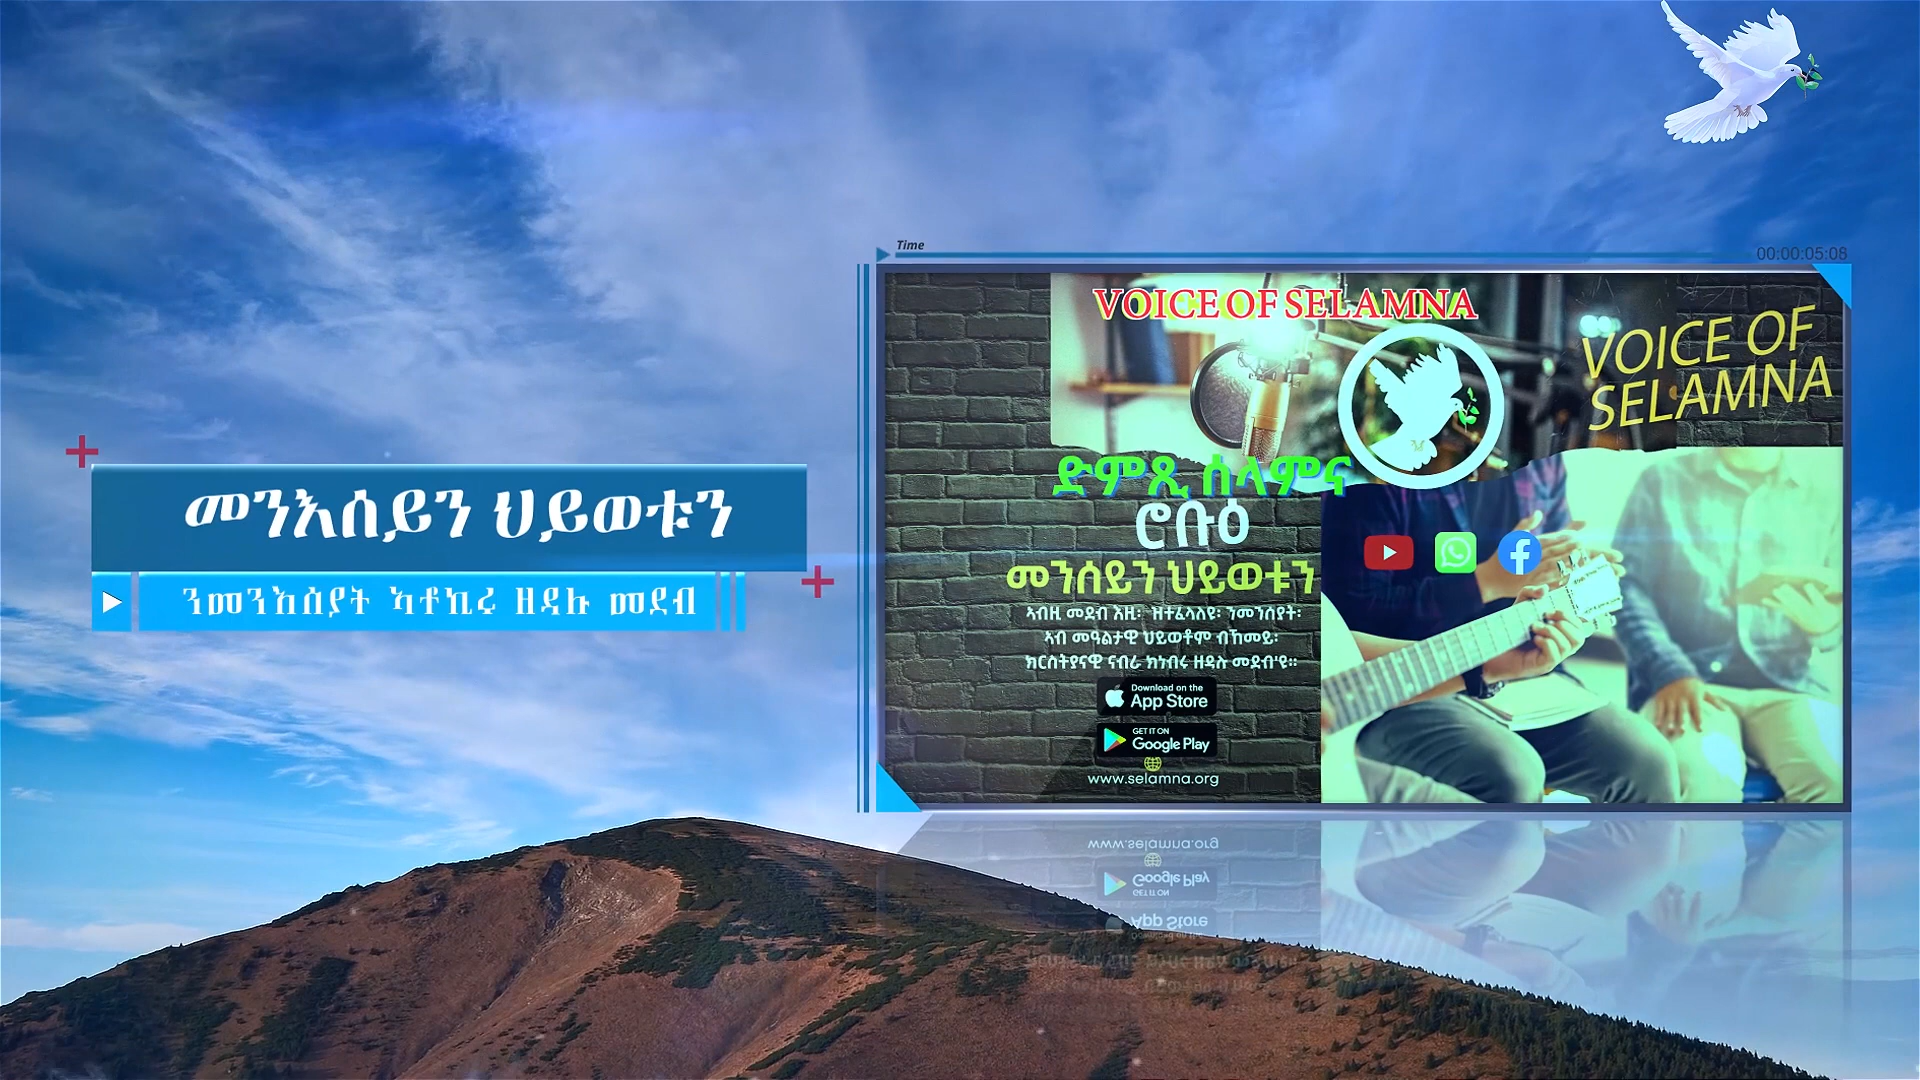 መንእሰይን ህይወቱን
ንመንእሰያት ኣቶኪሩ ዘዳሉ መደብ
Time
00:00:05:08
VOICE OF SELAMNA
VOICE OF
SELAMNA
ድምጺ ሰላምና
ሮቡዕ
መንሰይን ህይወቱን
ኣብዚ መደብ እዚ፡ ዝተፈላለዩ፡ ንመንሰያት፡
ኣብ መዓልታዊ ህይወቶም ብኸመይ፡
ክርስትያናዊ ናብራ ክነብሩ ዘዳሉ መደብ'ዩ።
Download on the
App Store
GET IT ON
Google Play
www.selamna.org